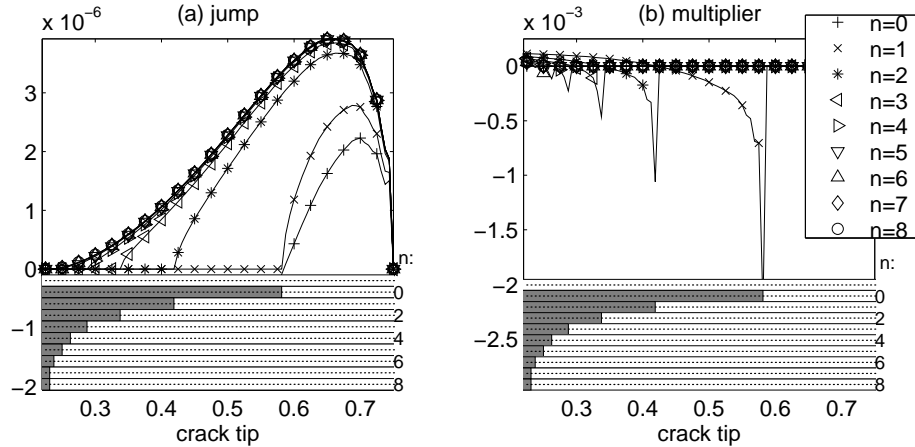 (a) jump
x 10⁻⁶
3
2
1
0
−1
−2
n:
0
2
4
6
8
0.3 0.4 0.5 0.6 0.7
crack tip
(b) multiplier
x 10⁻³
0
−0.5
−1
−1.5
−2
−2.5
n:
0
2
4
6
8
0.3 0.4 0.5 0.6 0.7
crack tip
n=0
n=1
n=2
n=3
n=4
n=5
n=6
n=7
n=8